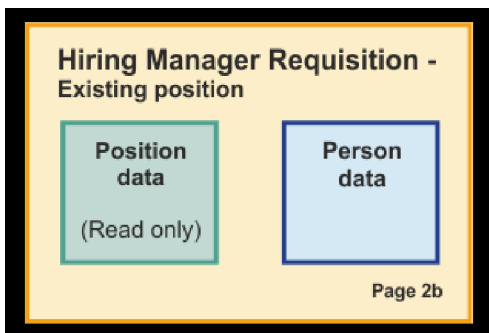 Hiring Manager Requisition -
Existing position
Position
data
(Read only)
Person
data
Page 2b